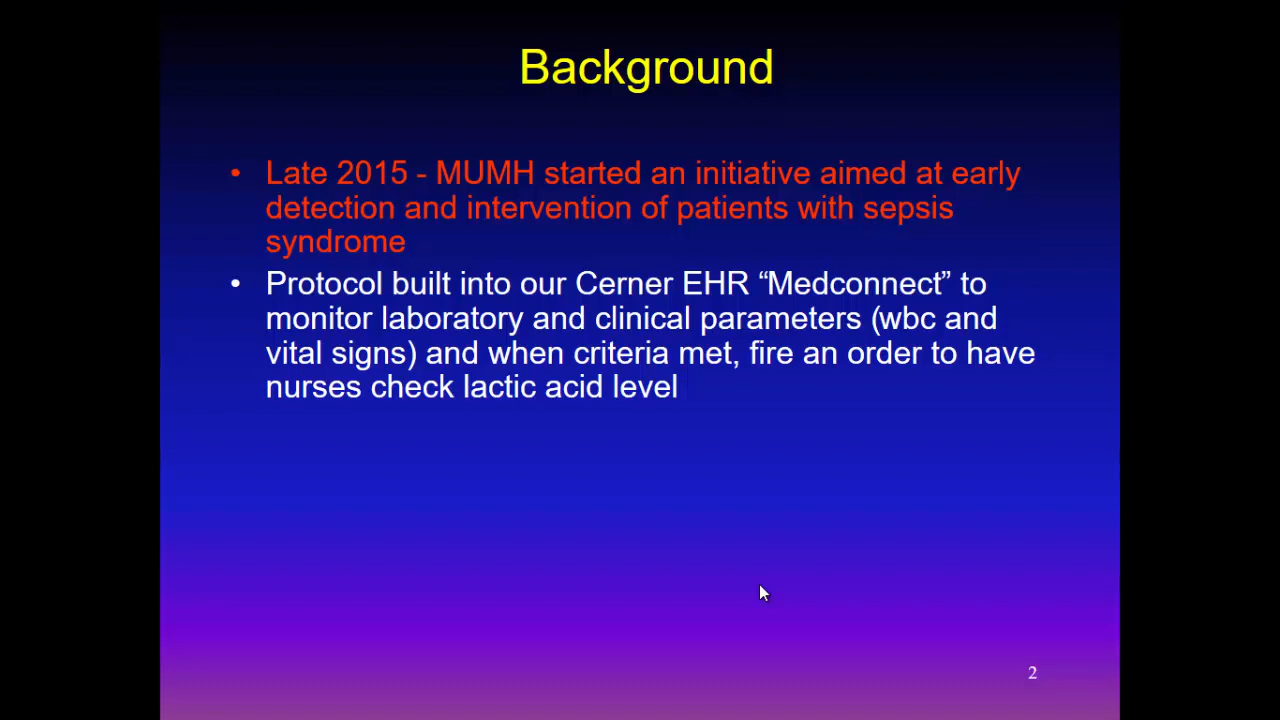 Background
• Late 2015 - MUMH started an initiative aimed at early
detection and intervention of patients with sepsis
syndrome
• Protocol built into our Cerner EHR “Medconnect” to
monitor laboratory and clinical parameters (wbc and
vital signs) and when criteria met, fire an order to have
nurses check lactic acid level
2